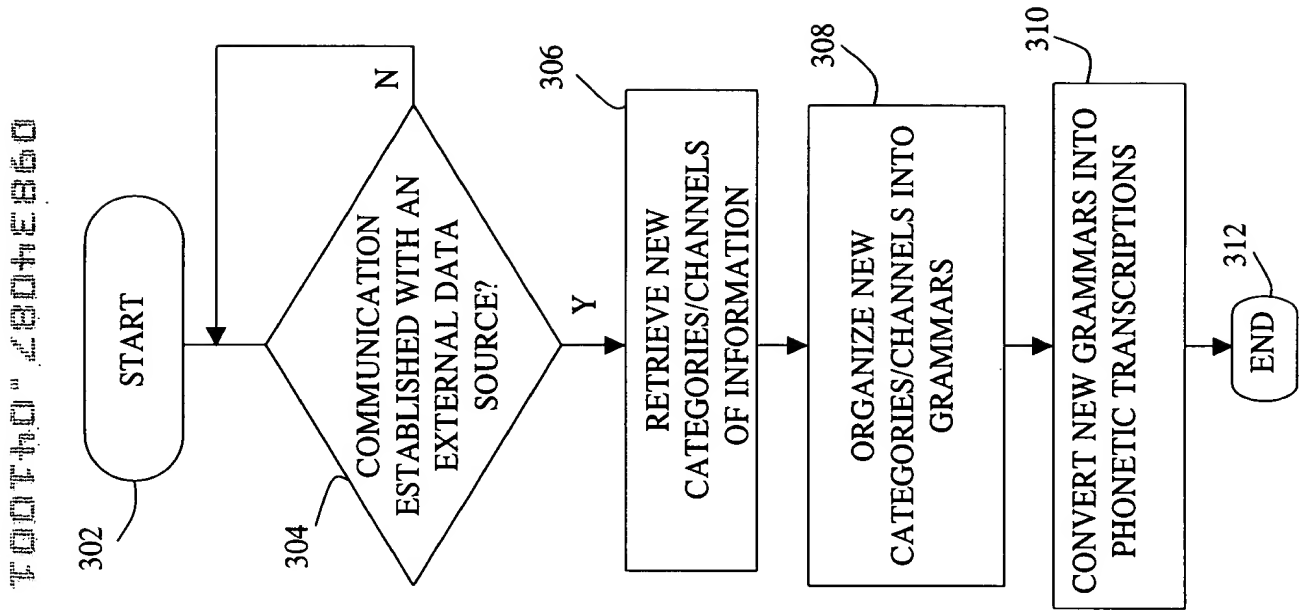 START
302
COMMUNICATION
ESTABLISHED WITH AN
EXTERNAL DATA
SOURCE?
304
N
Y
306
RETRIEVE NEW
CATEGORIES/CHANNELS
OF INFORMATION
308
ORGANIZE NEW
CATEGORIES/CHANNELS INTO
GRAMMARS
310
CONVERT NEW GRAMMARS INTO
PHONETIC TRANSCRIPTIONS
312
END